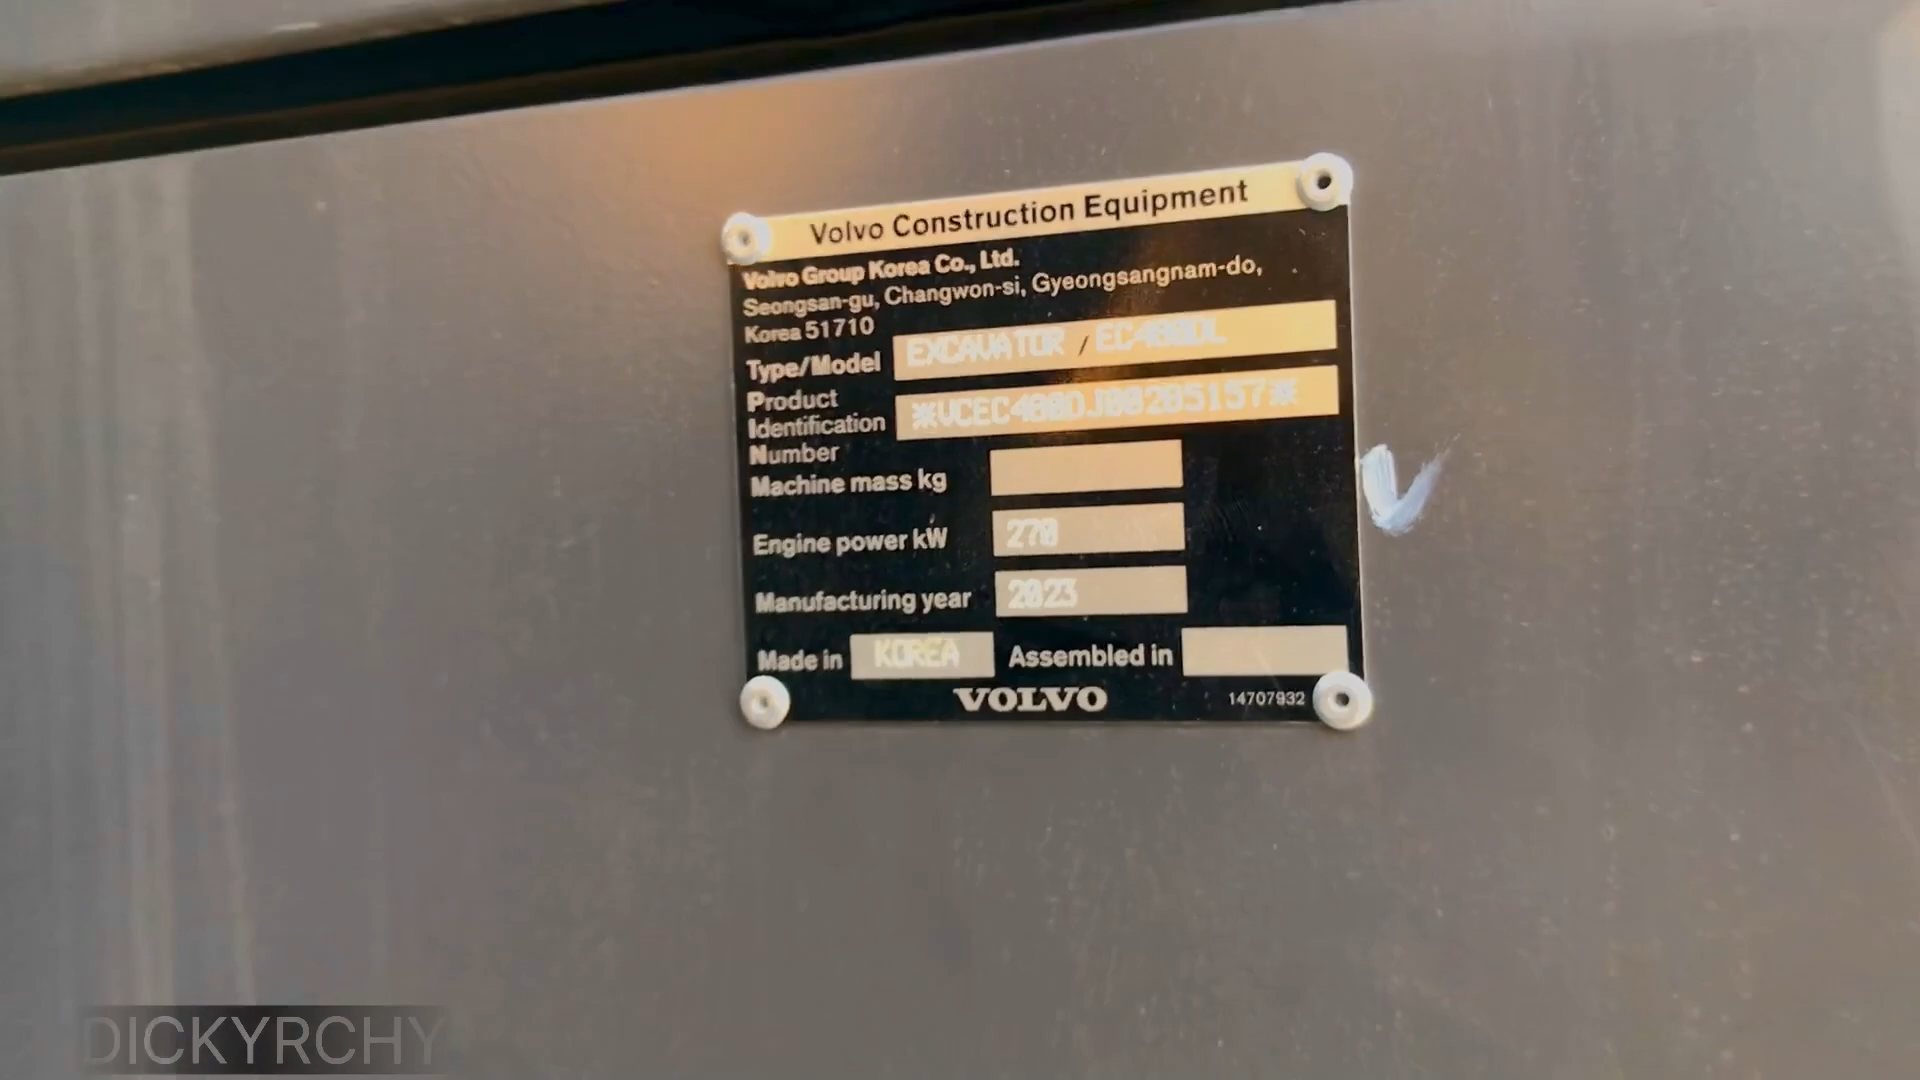 Volvo Construction Equipment
Volvo Group Korea Co., Ltd.
Seongsan-gu, Changwon-si, Gyeongsangnam-do,
Korea 51710
Type/Model EXCAVATOR / EC480DL
Product
Identification
Number
※VCEC480DJ00205157※
Machine mass kg
Engine power kW 270
Manufacturing year 2023
Made in KOREA Assembled in
VOLVO 14707932
DICKYRCHY